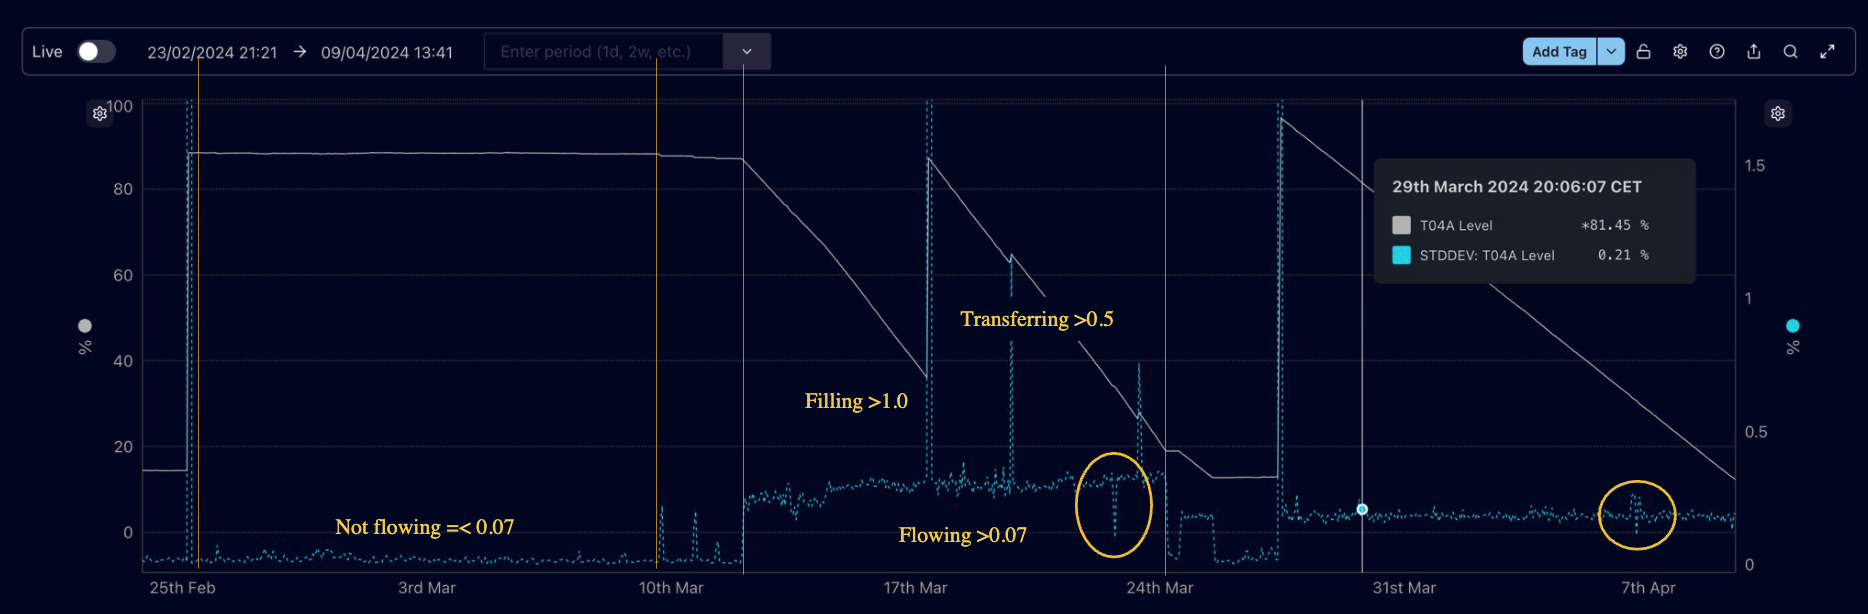 Live
23/02/2024 21:21 → 09/04/2024 13:41
Enter period (1d, 2w, etc.)
Add Tag
100
80
60
40
20
0
%
1.5
1
0.5
0
%
29th March 2024 20:06:07 CET
T04A Level *81.45 %
STDDEV: T04A Level 0.21 %
Transferring >0.5
Filling >1.0
Not flowing =< 0.07
Flowing >0.07
25th Feb
3rd Mar
10th Mar
17th Mar
24th Mar
31st Mar
7th Apr